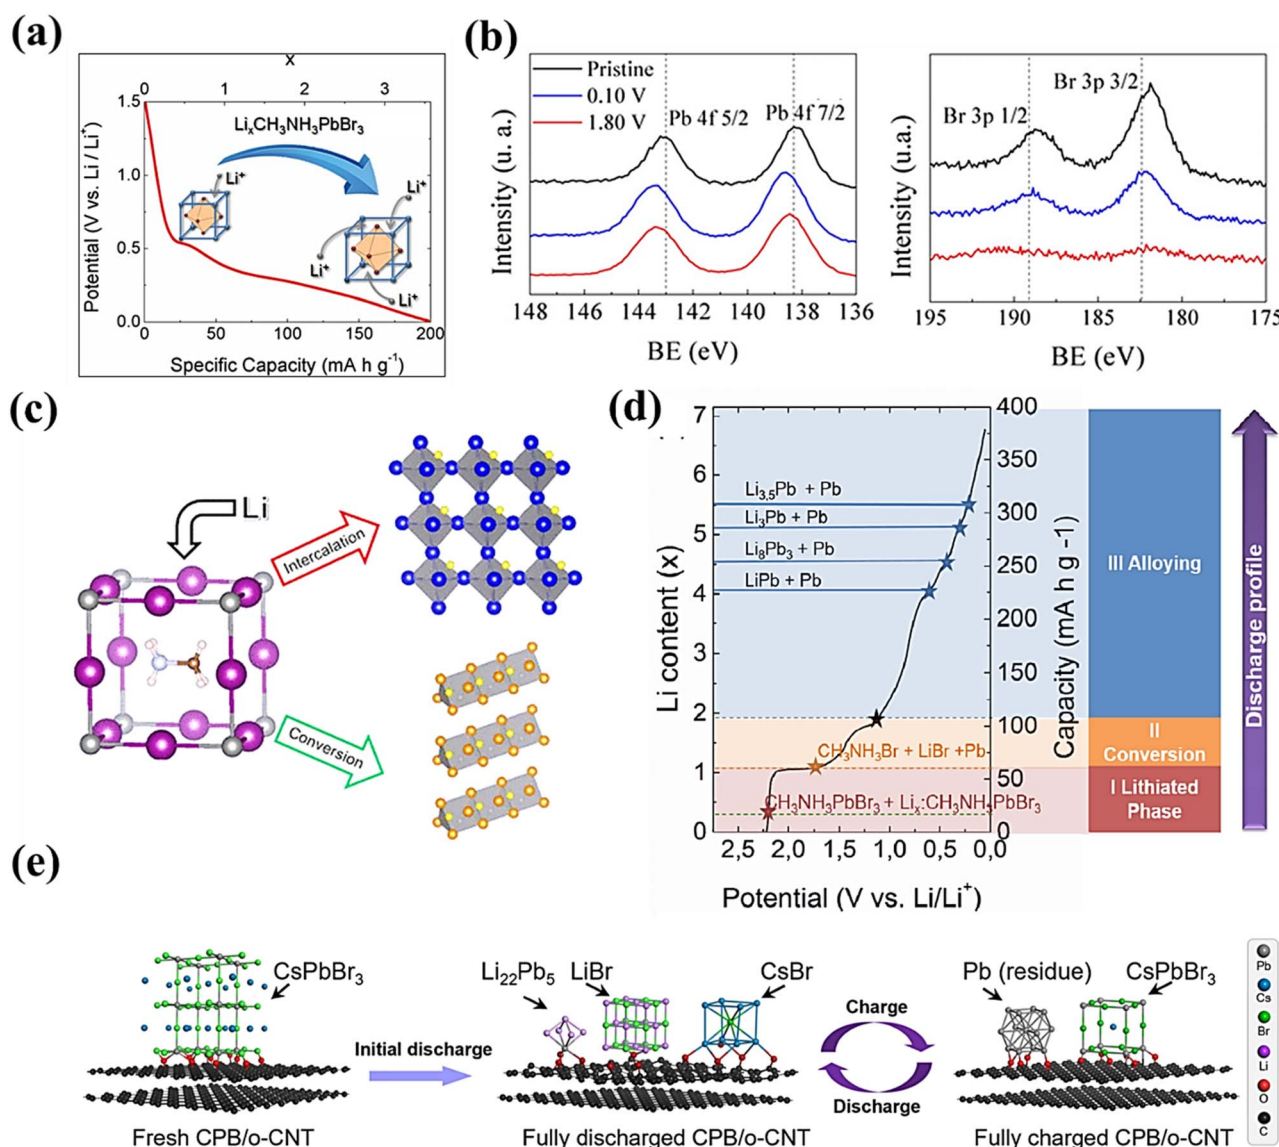 (a)
x
0 1 2 3
1.5
1.0
0.5
0.0
Potential (V vs. Li / Li⁺)
LiₓCH₃NH₃PbBr₃
Li⁺
Li⁺
Li⁺
Li⁺
0 50 100 150 200
Specific Capacity (mA h g⁻¹)
(b)
Pristine
0.10 V
1.80 V
Pb 4f 5/2
Pb 4f 7/2
Intensity (u. a.)
148 146 144 142 140 138 136
BE (eV)
Br 3p 3/2
Br 3p 1/2
Intensity (u.a.)
195 190 185 180 175
BE (eV)
(c)
Li
Intercalation
Conversion
(d)
7
6
5
4
3
2
1
0
Li content (x)
Li₃,₅Pb + Pb
Li₃Pb + Pb
Li₈Pb₃ + Pb
LiPb + Pb
CH₃NH₃Br + LiBr +Pb
CH₃NH₃PbBr₃ + Liₓ:CH₃NH₃PbBr₃
400
350
300
250
200
150
100
50
0
Capacity (mA h g -1)
2,5 2,0 1,5 1,0 0,5 0,0
Potential (V vs. Li/Li⁺)
III Alloying
II
Conversion
I Lithiated
Phase
Discharge profile
(e)
CsPbBr₃
Initial discharge
Fresh CPB/o-CNT
Li₂₂Pb₅
LiBr
CsBr
Fully discharged CPB/o-CNT
Charge
Discharge
Pb (residue)
CsPbBr₃
Fully charged CPB/o-CNT
Pb
Cs
Br
Li
O
C